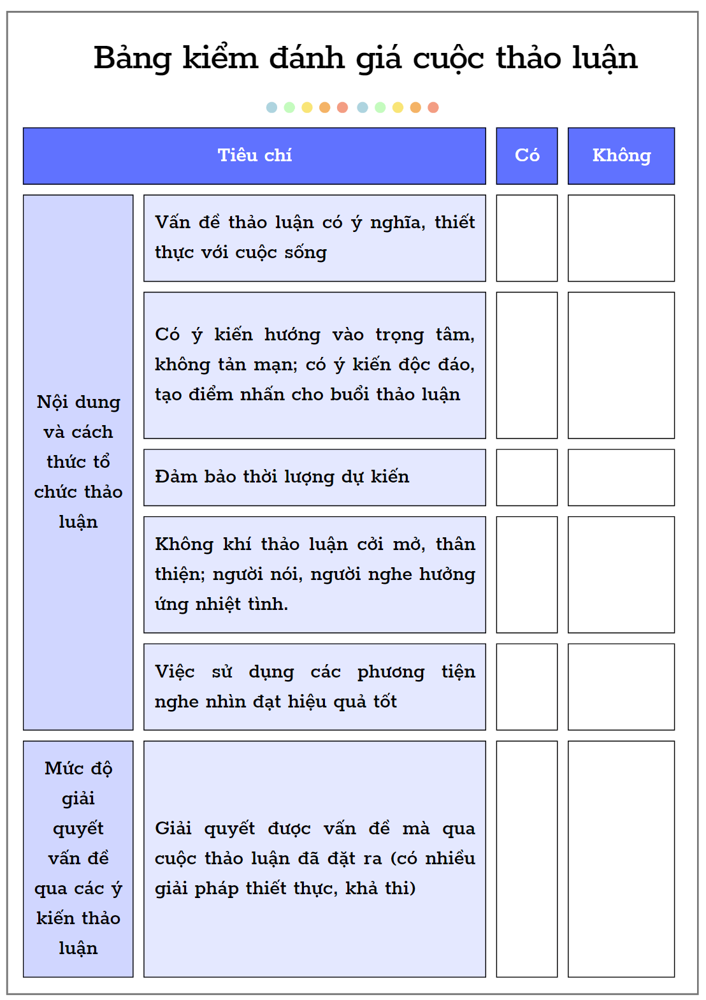 Bảng kiểm đánh giá cuộc thảo luận
Tiêu chí
Có
Không
Nội dung
và cách
thức tổ
chức thảo
luận
Vấn đề thảo luận có ý nghĩa, thiết
thực với cuộc sống
Có ý kiến hướng vào trọng tâm,
không tản mạn; có ý kiến độc đáo,
tạo điểm nhấn cho buổi thảo luận
Đảm bảo thời lượng dự kiến
Không khí thảo luận cởi mở, thân
thiện; người nói, người nghe hưởng
ứng nhiệt tình.
Việc sử dụng các phương tiện
nghe nhìn đạt hiệu quả tốt
Mức độ
giải
quyết
vấn đề
qua các ý
kiến thảo
luận
Giải quyết được vấn đề mà qua
cuộc thảo luận đã đặt ra (có nhiều
giải pháp thiết thực, khả thi)